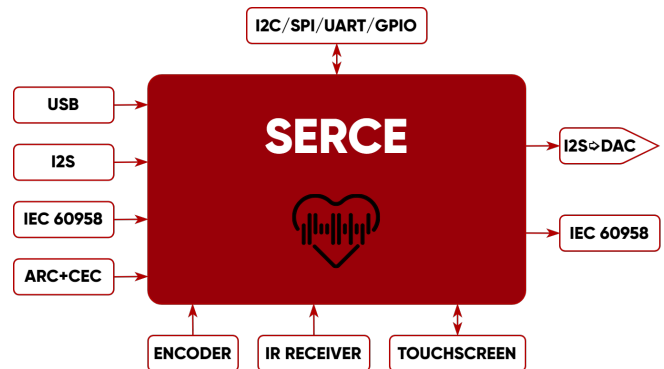 I2C/SPI/UART/GPIO
USB
SERCE
I2S
I2S➪DAC
IEC 60958
IEC 60958
ARC+CEC
ENCODER
IR RECEIVER
TOUCHSCREEN